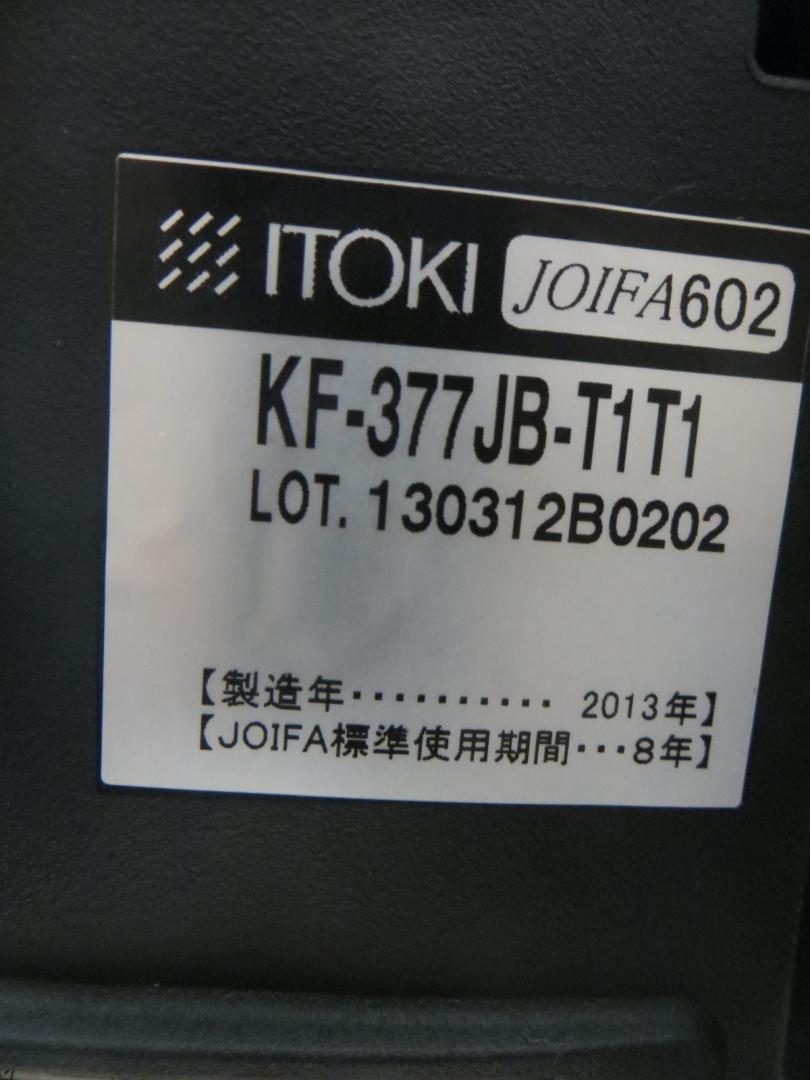 ITOKI JOIFA602
KF-377JB-T1T1
LOT. 130312B0202
【製造年・・・・・・・・・・ 2013年】
【JOIFA標準使用期間・・・8年】